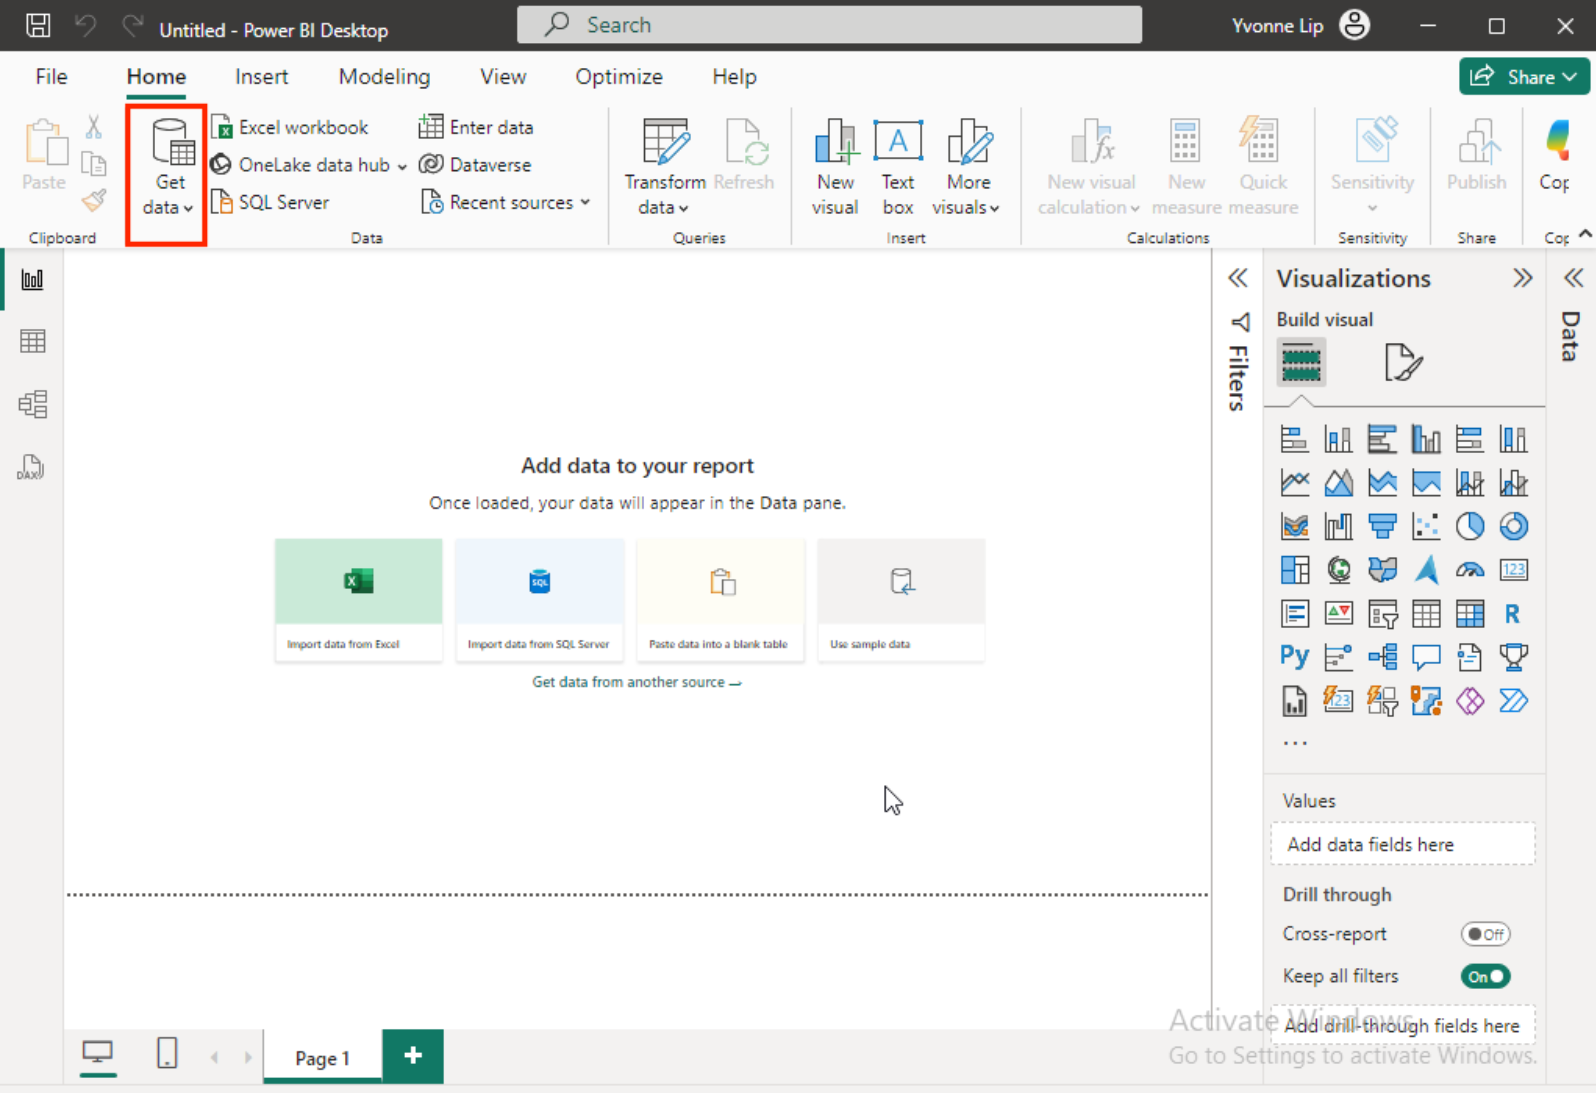 Untitled - Power BI Desktop
Search
Yvonne Lip
File Home Insert Modeling View Optimize Help
Share
Paste
Clipboard
Get data
Excel workbook
OneLake data hub
SQL Server
Enter data
Dataverse
Recent sources
Data
Transform data
Refresh
Queries
New visual
Text box
More visuals
Insert
New visual calculation
New measure
Quick measure
Calculations
Sensitivity
Sensitivity
Publish
Share
Cop
Cop
DAX
Add data to your report
Once loaded, your data will appear in the Data pane.
X
SQL
Import data from Excel
Import data from SQL Server
Paste data into a blank table
Use sample data
Get data from another source
Filters
Visualizations
Build visual
123
R
Py
123
...
Values
Add data fields here
Drill through
Cross-report
Off
Keep all filters
On
Add drill-through fields here
Data
Page 1
Activate Windows
Go to Settings to activate Windows.